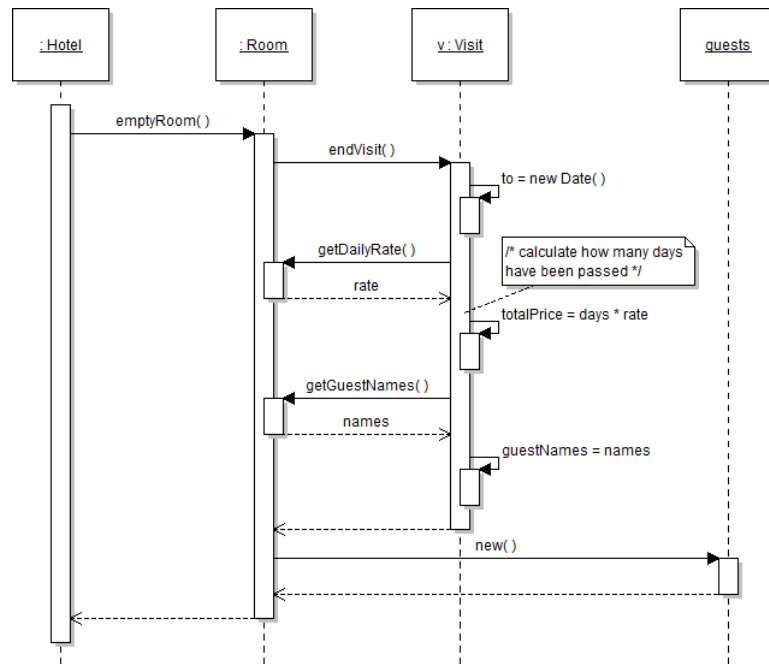 : Hotel
: Room
v : Visit
guests
emptyRoom( )
endVisit( )
to = new Date( )
getDailyRate( )
/* calculate how many days
have been passed */
rate
totalPrice = days * rate
getGuestNames( )
names
guestNames = names
new( )